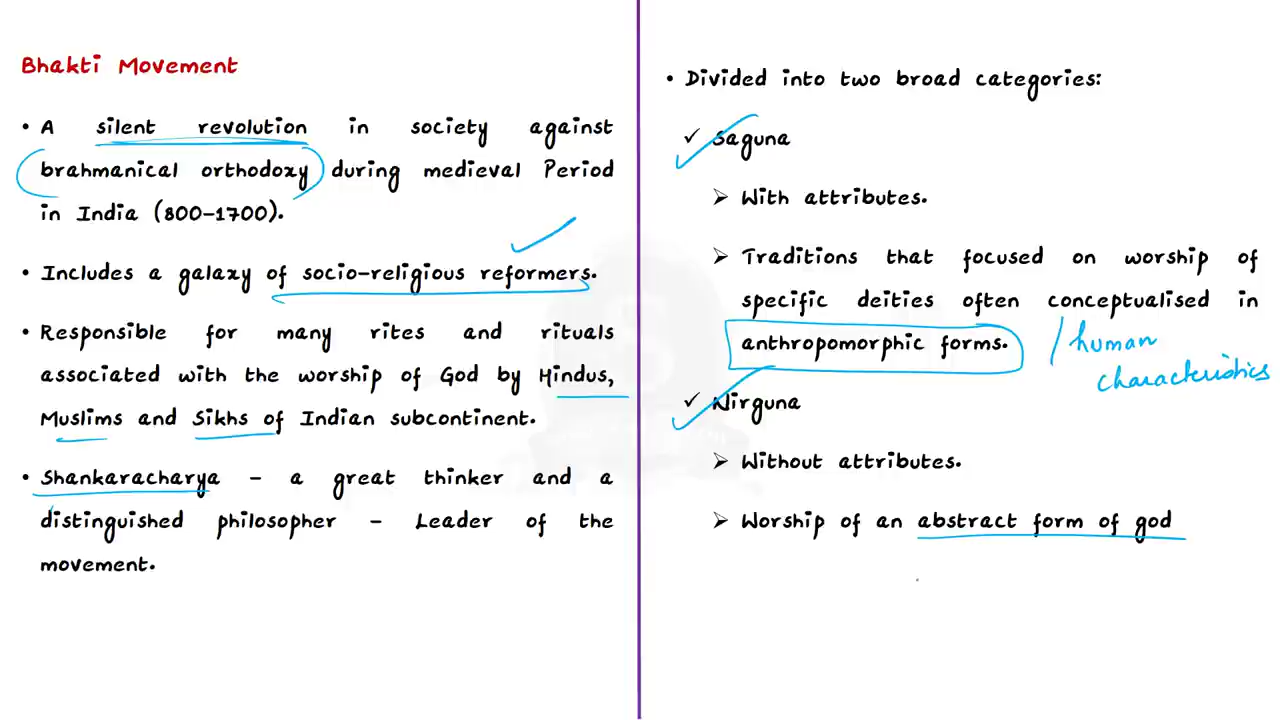 Bhakti Movement
• A silent revolution in society against
brahmanical orthodoxy during medieval Period
in India (800-1700).
• Includes a galaxy of socio-religious reformers.
• Responsible for many rites and rituals
associated with the worship of God by Hindus,
Muslims and Sikhs of Indian subcontinent.
• Shankaracharya - a great thinker and a
distinguished philosopher - Leader of the
movement.
• Divided into two broad categories:
✓ Saguna
➢ With attributes.
➢ Traditions that focused on worship of
specific deities often conceptualised in
anthropomorphic forms.
/human
characteristics
✓ Nirguna
➢ Without attributes.
➢ Worship of an abstract form of god